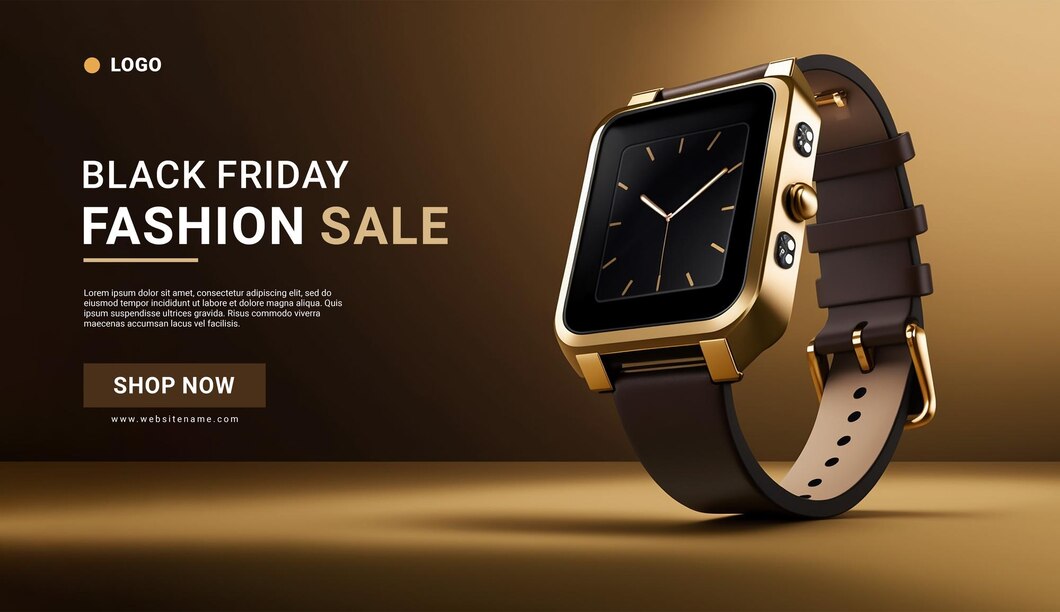 LOGO
BLACK FRIDAY
FASHION SALE
Lorem ipsum dolor sit amet, consectetur adipiscing elit, sed do
eiusmod tempor incididunt ut labore et dolore magna aliqua. Quis
ipsum suspendisse ultrices gravida. Risus commodo viverra
maecenas accumsan lacus vel facilisis.
SHOP NOW
www.websitename.com